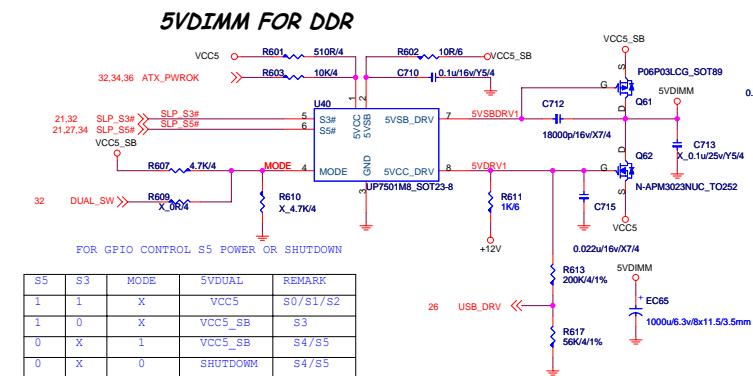 5VDIMM FOR DDR
VCC5
R601
510R/4
R602
10R/6
VCC5_SB
VCC5_SB
32,34,36 ATX_PWROK
R603
10K/4
C710
0.1u/16v/Y5/4
S
P06P03LCG_SOT89
G
Q61
5VDIMM
0.
D
U40
1
2
21,32 SLP_S3#
SLP_S3#
5
S3#
5VCC
5VSB
5VSB_DRV
7
5VSBDRV1
C712
18000p/16v/X7/4
21,27,34 SLP_S5#
SLP_S5#
6
S5#
C713
X_0.1u/25v/Y5/4
VCC5_SB
R607
4.7K/4
MODE
4
MODE
GND
5VCC_DRV
8
5VDRV1
G
D
Q62
S
N-APM3023NUC_TO252
UP7501M8_SOT23-8
3
32 DUAL_SW
R609
X_0R/4
R610
X_4.7K/4
R611
1K/6
C715
VCC5
+12V
0.022u/16v/X7/4
FOR GPIO CONTROL S5 POWER OR SHUTDOWN
R613
200K/4/1%
5VDIMM
26 USB_DRV
+ EC65
1000u/6.3v/8x11.5/3.5mm
R617
56K/4/1%
S5 S3 MODE 5VDUAL REMARK
1 1 X VCC5 S0/S1/S2
1 0 X VCC5_SB S3
0 X 1 VCC5_SB S4/S5
0 X 0 SHUTDOWM S4/S5